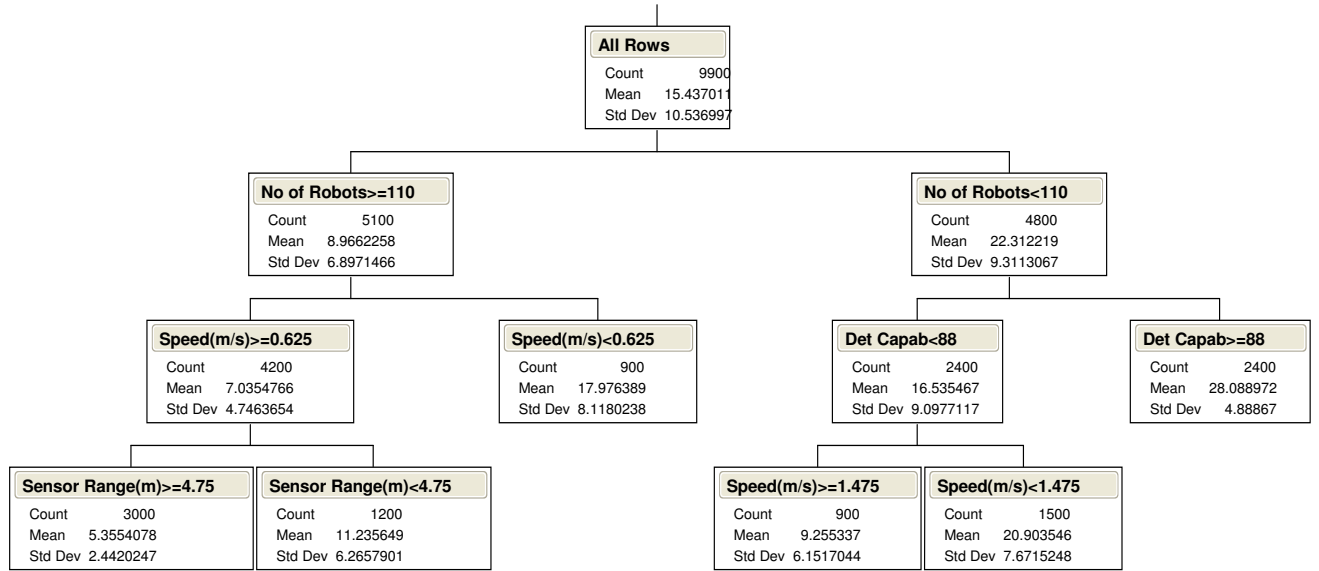 All Rows
Count 9900
Mean 15.437011
Std Dev 10.536997
No of Robots>=110
Count 5100
Mean 8.9662258
Std Dev 6.8971466
No of Robots<110
Count 4800
Mean 22.312219
Std Dev 9.3113067
Speed(m/s)>=0.625
Count 4200
Mean 7.0354766
Std Dev 4.7463654
Speed(m/s)<0.625
Count 900
Mean 17.976389
Std Dev 8.1180238
Det Capab<88
Count 2400
Mean 16.535467
Std Dev 9.0977117
Det Capab>=88
Count 2400
Mean 28.088972
Std Dev 4.88867
Sensor Range(m)>=4.75
Count 3000
Mean 5.3554078
Std Dev 2.4420247
Sensor Range(m)<4.75
Count 1200
Mean 11.235649
Std Dev 6.2657901
Speed(m/s)>=1.475
Count 900
Mean 9.255337
Std Dev 6.1517044
Speed(m/s)<1.475
Count 1500
Mean 20.903546
Std Dev 7.6715248